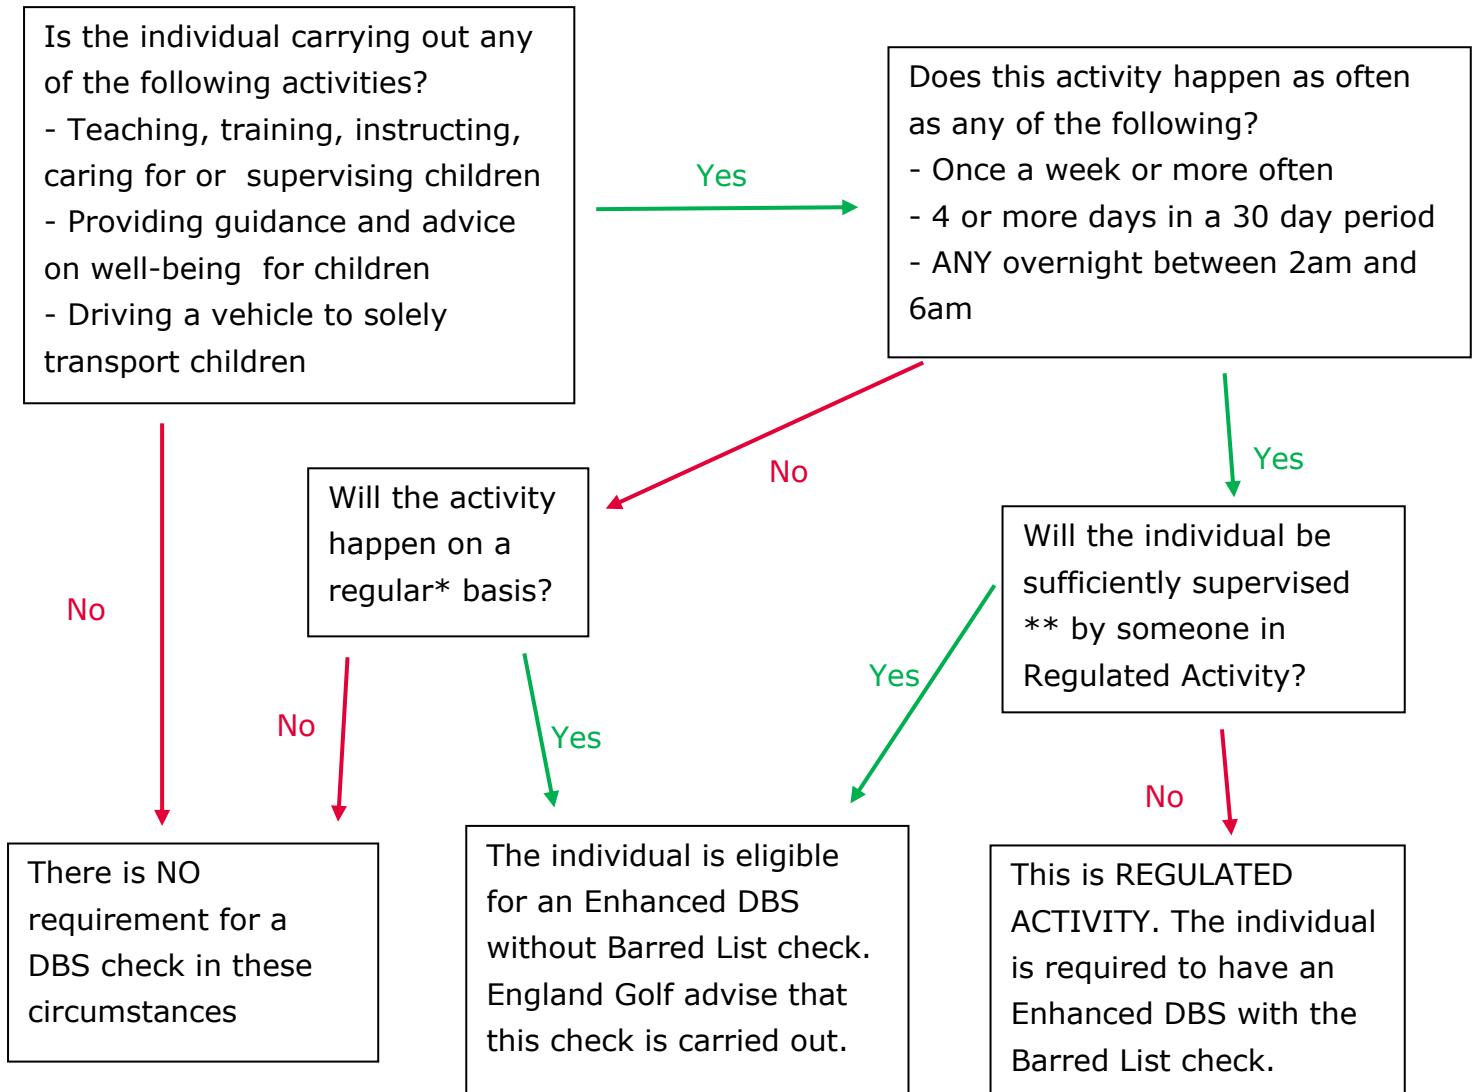 Is the individual carrying out any
of the following activities?
- Teaching, training, instructing,
caring for or  supervising children
- Providing guidance and advice
on well-being  for children
- Driving a vehicle to solely
transport children
Yes
Does this activity happen as often
as any of the following?
- Once a week or more often
- 4 or more days in a 30 day period
- ANY overnight between 2am and
6am
No
Will the activity
happen on a
regular* basis?
No
Yes
Will the individual be
sufficiently supervised
** by someone in
Regulated Activity?
No
Yes
Yes
No
There is NO
requirement for a
DBS check in these
circumstances
The individual is eligible
for an Enhanced DBS
without Barred List check.
England Golf advise that
this check is carried out.
This is REGULATED
ACTIVITY. The individual
is required to have an
Enhanced DBS with the
Barred List check.